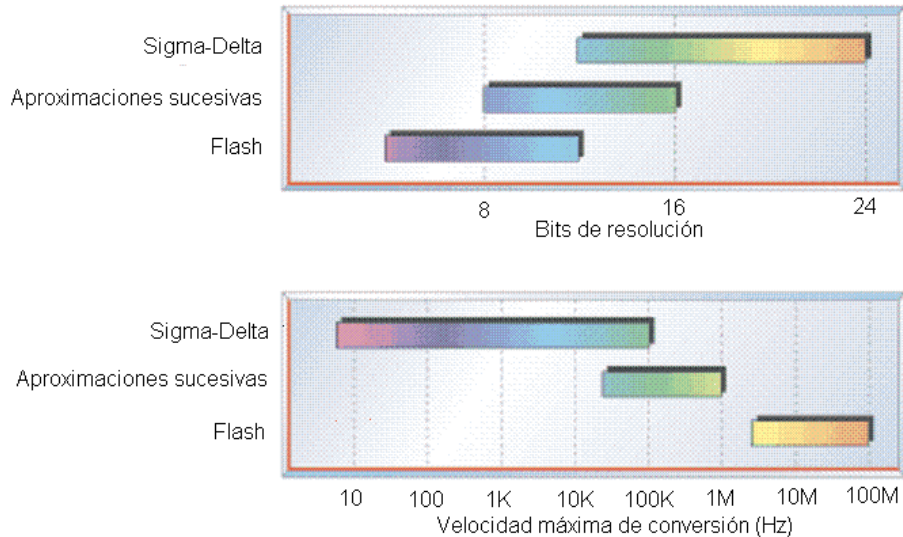 Sigma-Delta
Aproximaciones sucesivas
Flash
8 16 24
Bits de resolución
Sigma-Delta
Aproximaciones sucesivas
Flash
10 100 1K 10K 100K 1M 10M 100M
Velocidad máxima de conversión (Hz)